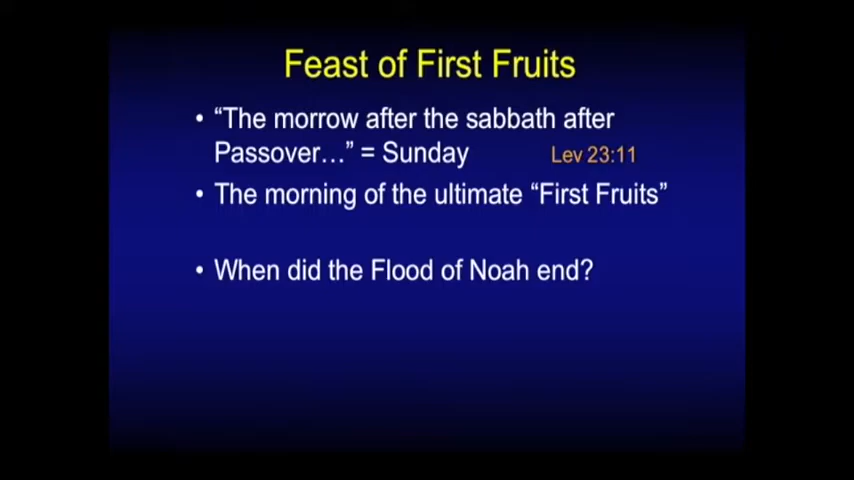 Feast of First Fruits
• “The morrow after the sabbath after
Passover…” = Sunday Lev 23:11
• The morning of the ultimate “First Fruits”
• When did the Flood of Noah end?